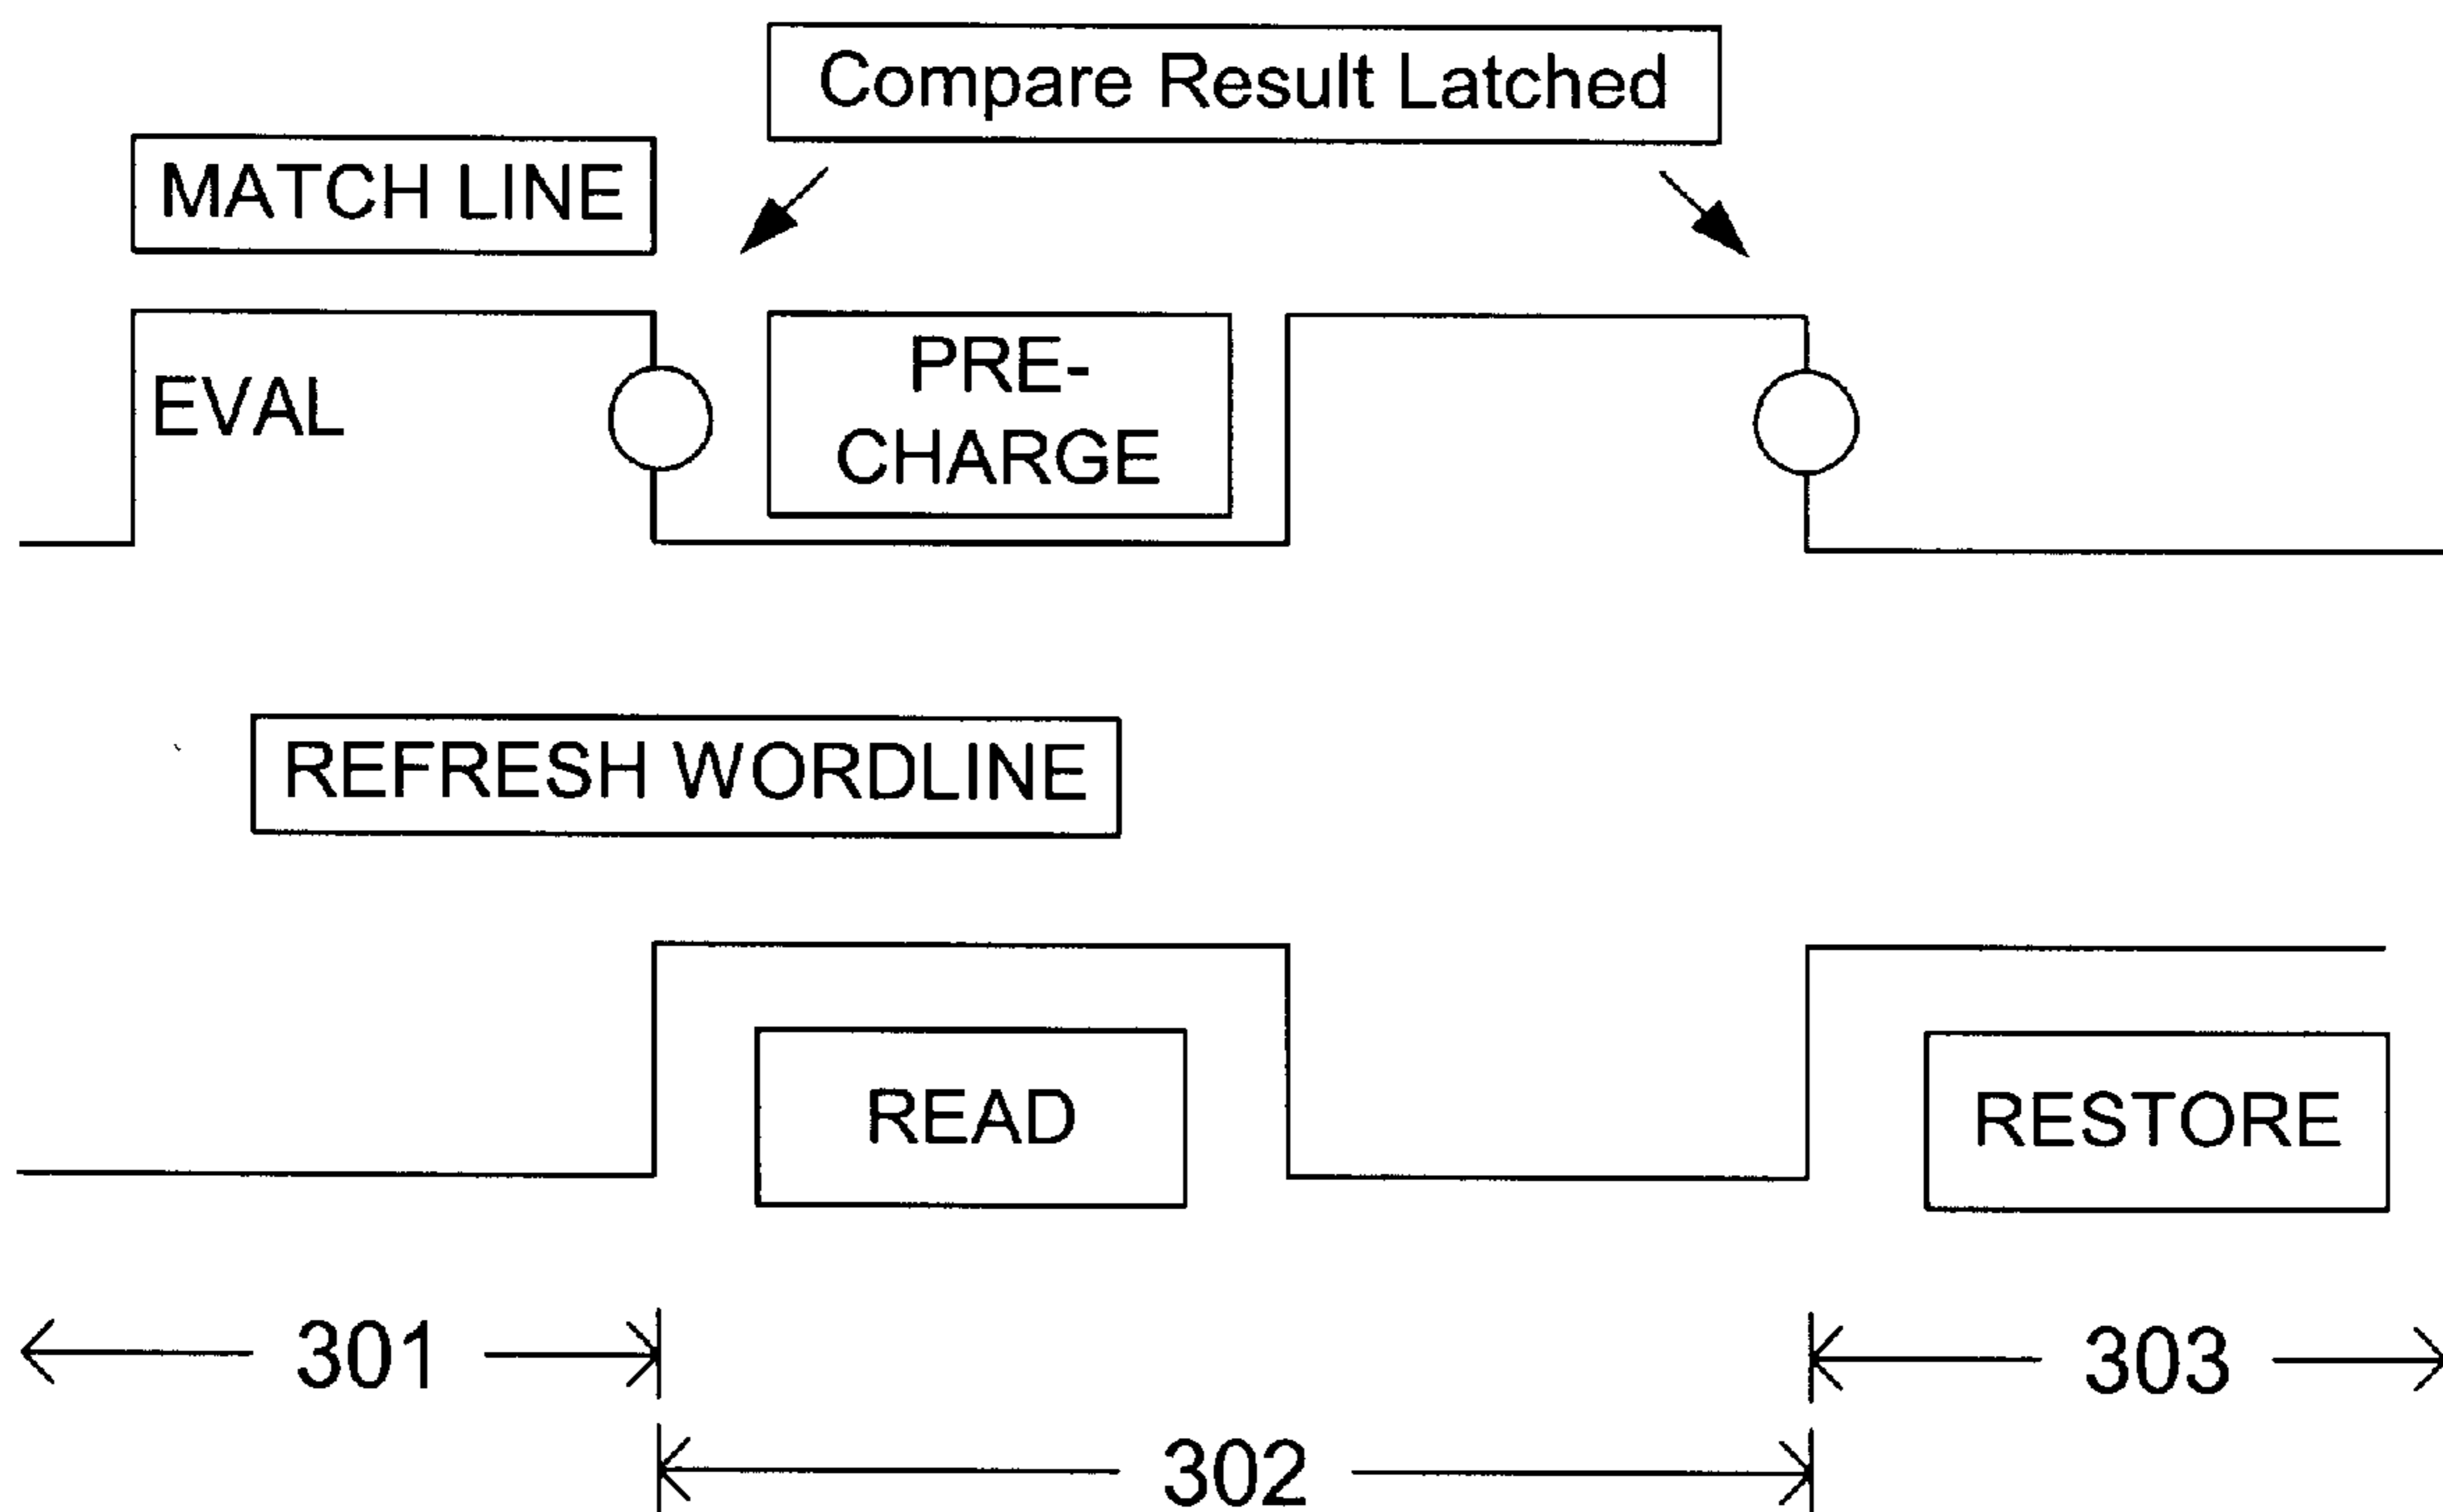 Compare Result Latched
MATCH LINE
EVAL
PRE-
CHARGE
REFRESH WORDLINE
READ
RESTORE
301
303
302